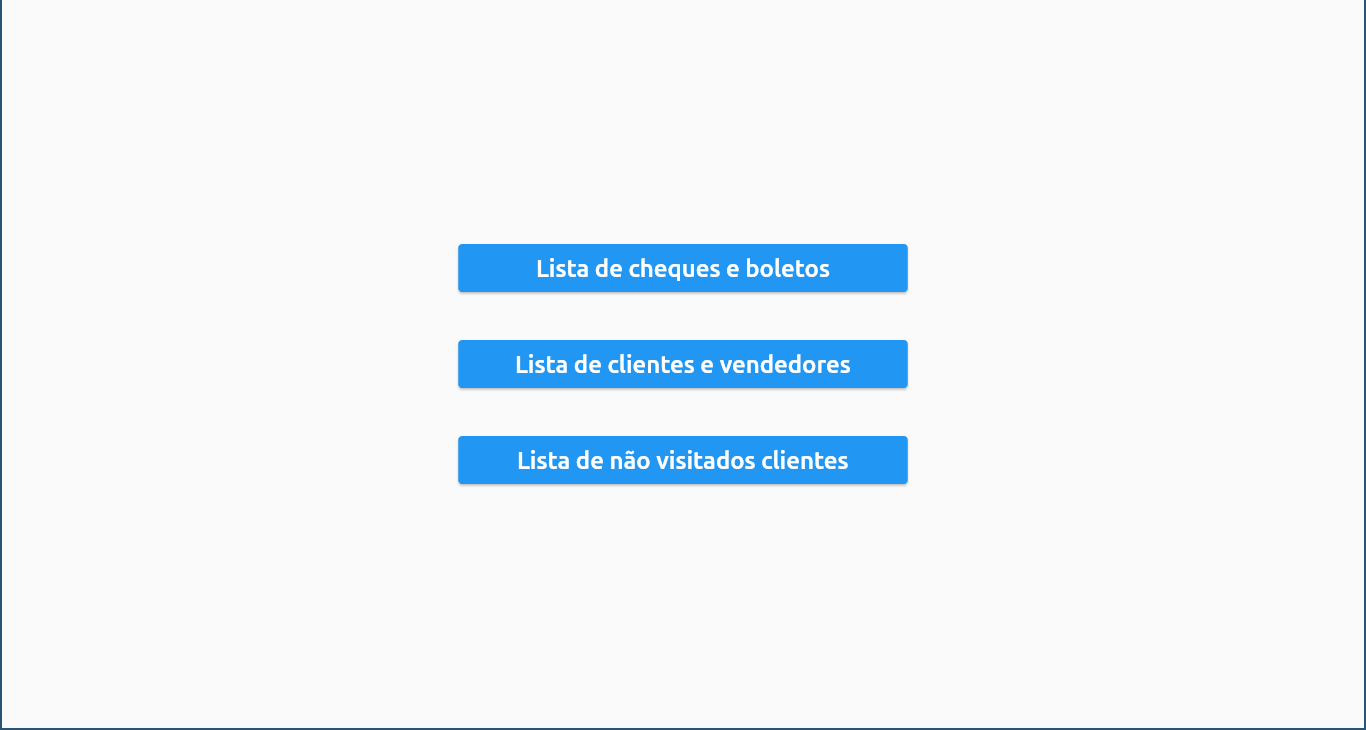 Lista de cheques e boletos
Lista de clientes e vendedores
Lista de não visitados clientes